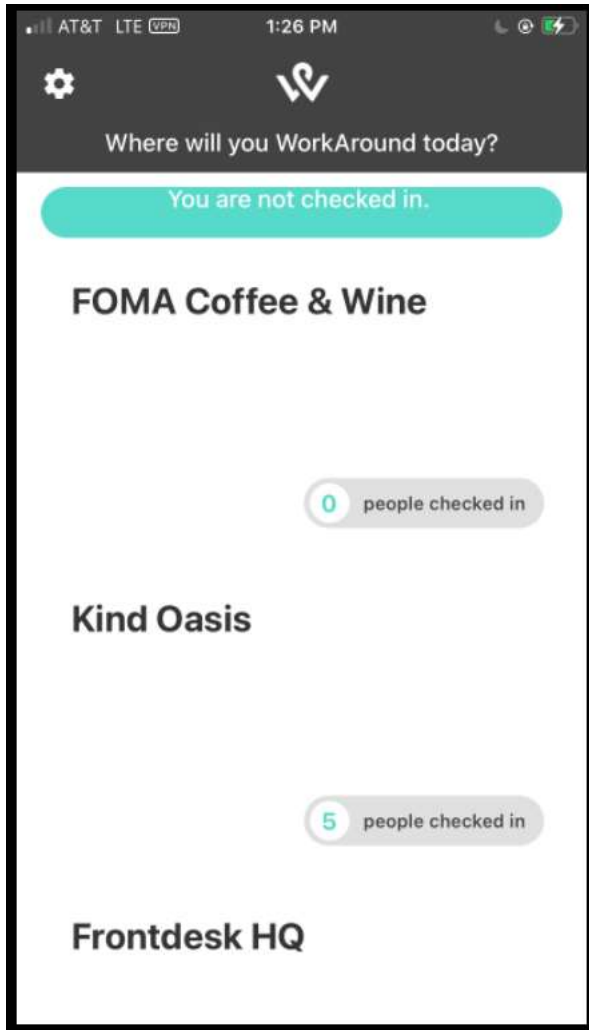 AT&T LTE VPN 1:26 PM
Where will you WorkAround today?
You are not checked in.
FOMA Coffee & Wine
0 people checked in
Kind Oasis
5 people checked in
Frontdesk HQ